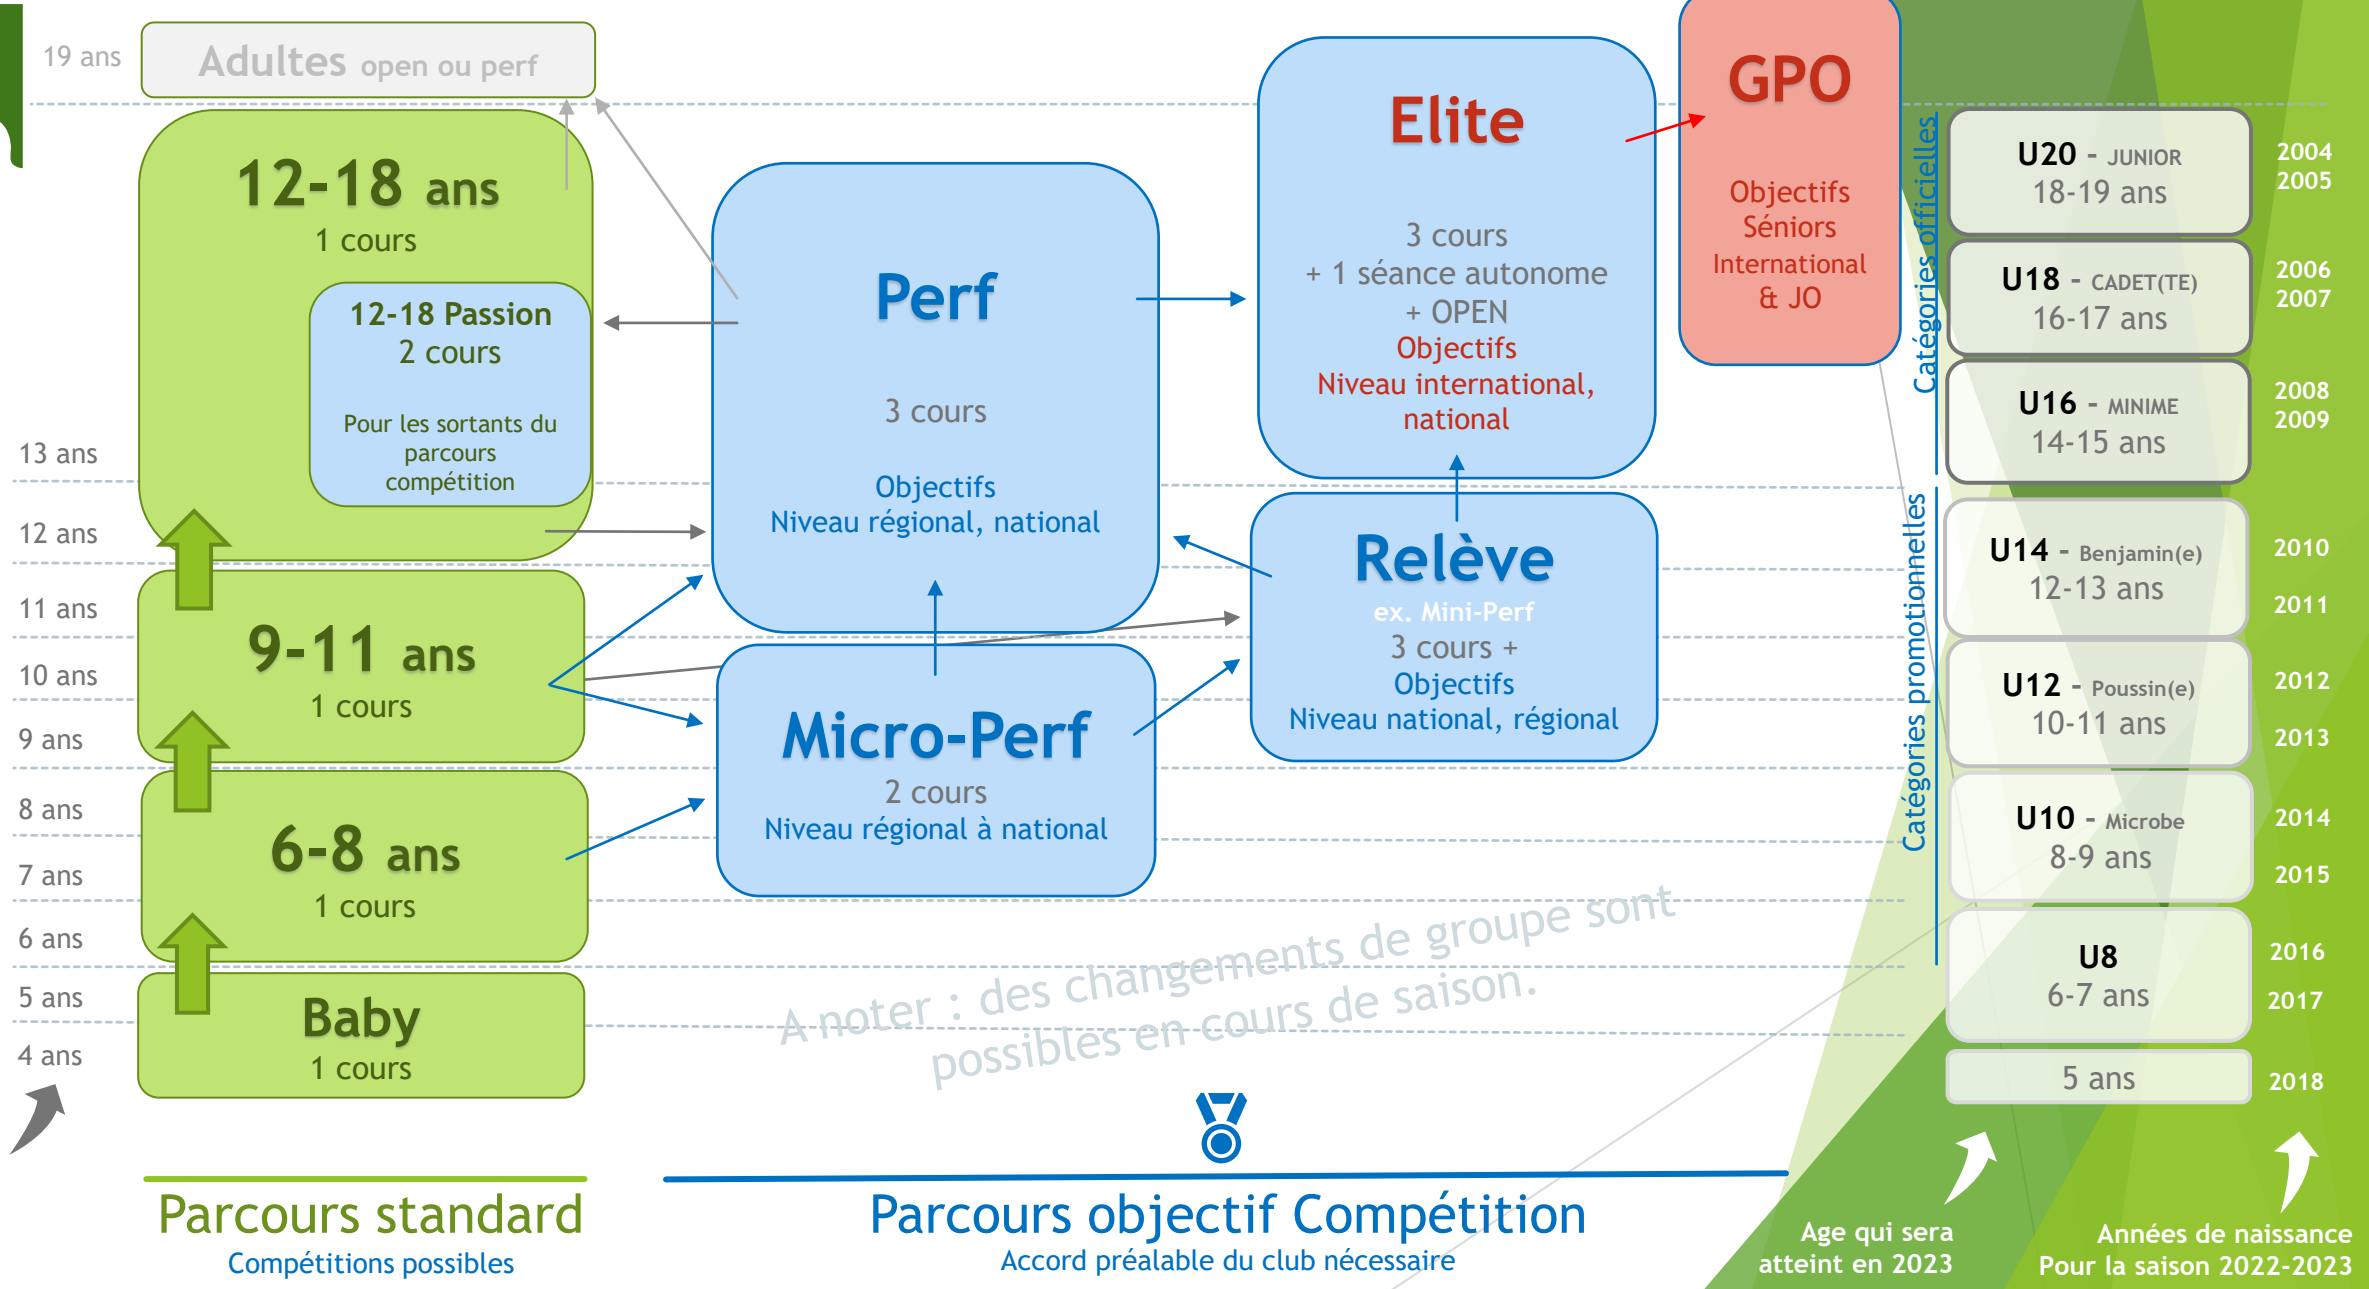 19 ans
Adultes open ou perf
12-18 ans
1 cours
12-18 Passion
2 cours
Pour les sortants du
parcours
compétition
13 ans
12 ans
11 ans
10 ans
9 ans
8 ans
7 ans
6 ans
5 ans
4 ans
9-11 ans
1 cours
6-8 ans
1 cours
Baby
1 cours
Perf
3 cours
Objectifs
Niveau régional, national
Micro-Perf
2 cours
Niveau régional à national
Elite
3 cours
+ 1 séance autonome
+ OPEN
Objectifs
Niveau international,
national
Relève
ex. Mini-Perf
3 cours +
Objectifs
Niveau national, régional
GPO
Objectifs
Séniors
International
& JO
A noter : des changements de groupe sont
possibles en cours de saison.
Catégories officielles
Catégories promotionnelles
U20 - JUNIOR
18-19 ans
2004
2005
U18 - CADET(TE)
16-17 ans
2006
2007
U16 - MINIME
14-15 ans
2008
2009
U14 - Benjamin(e)
12-13 ans
2010
2011
U12 - Poussin(e)
10-11 ans
2012
2013
U10 - Microbe
8-9 ans
2014
2015
U8
6-7 ans
2016
2017
5 ans
2018
Parcours standard
Compétitions possibles
Parcours objectif Compétition
Accord préalable du club nécessaire
Age qui sera
atteint en 2023
Années de naissance
Pour la saison 2022-2023